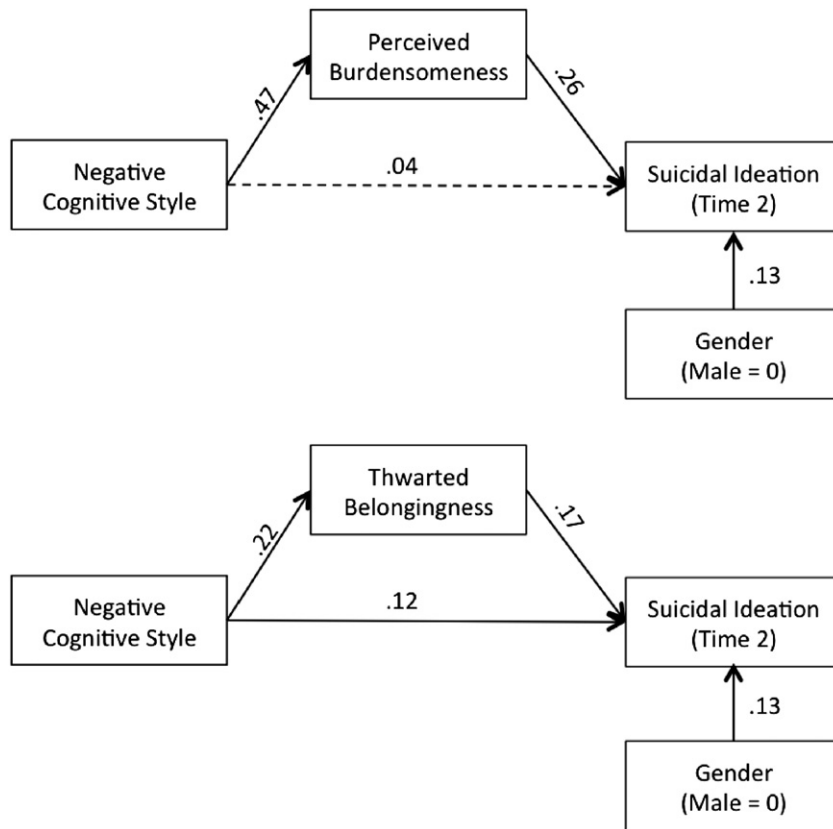 Perceived
Burdensomeness
.47
.26
Negative
Cognitive Style
.04
Suicidal Ideation
(Time 2)
.13
Gender
(Male = 0)
Thwarted
Belongingness
.22
.17
Negative
Cognitive Style
.12
Suicidal Ideation
(Time 2)
.13
Gender
(Male = 0)